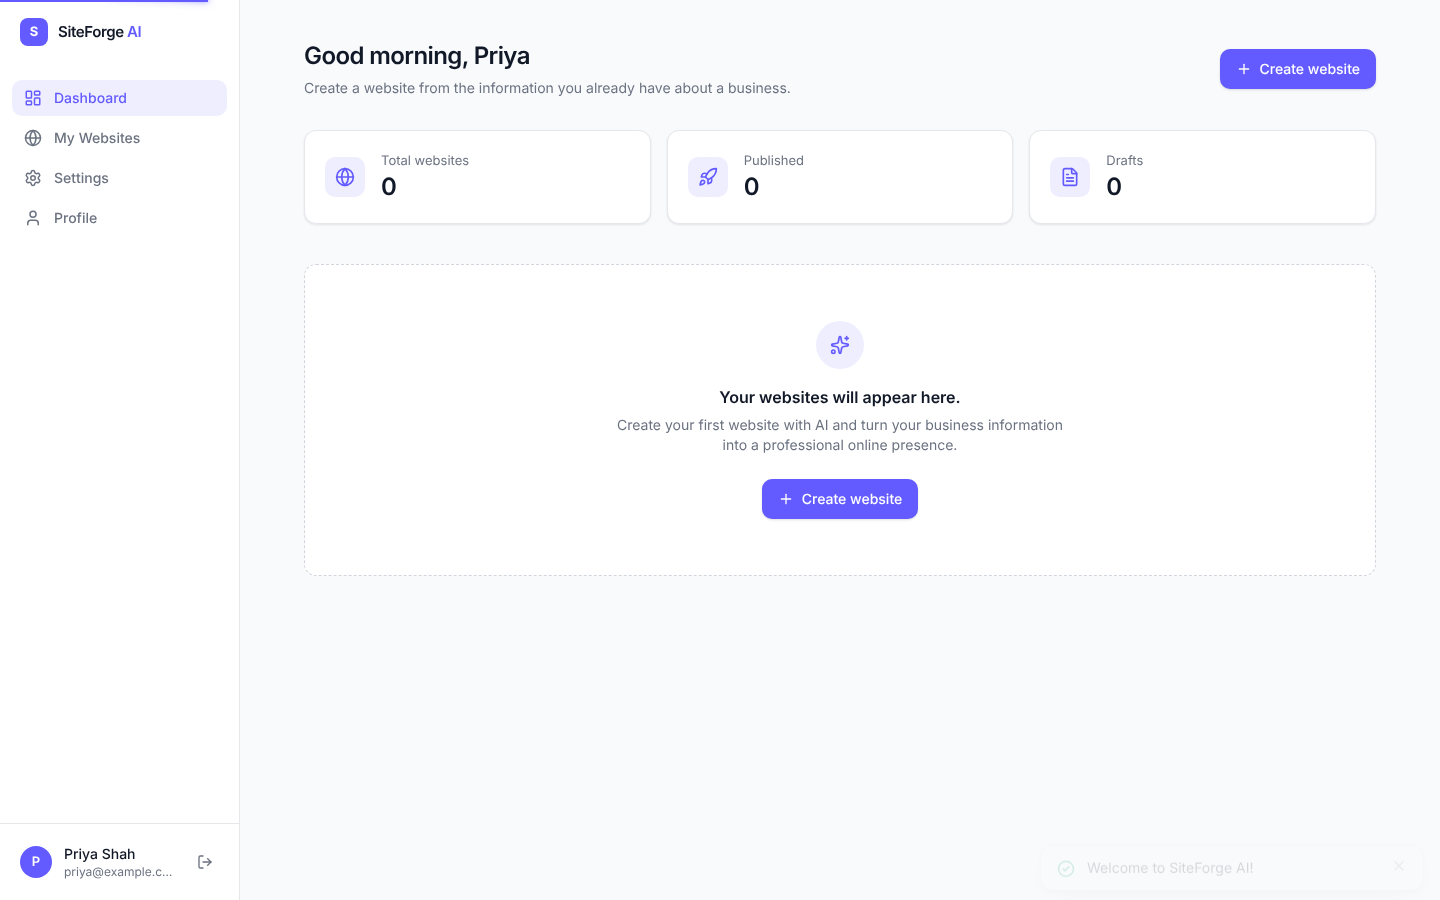 S SiteForge AI
Dashboard
My Websites
Settings
Profile
Good morning, Priya
Create a website from the information you already have about a business.
Create website
Total websites
0
Published
0
Drafts
0
Your websites will appear here.
Create your first website with AI and turn your business information
into a professional online presence.
Create website
P
Priya Shah
priya@example.c...
Welcome to SiteForge AI!